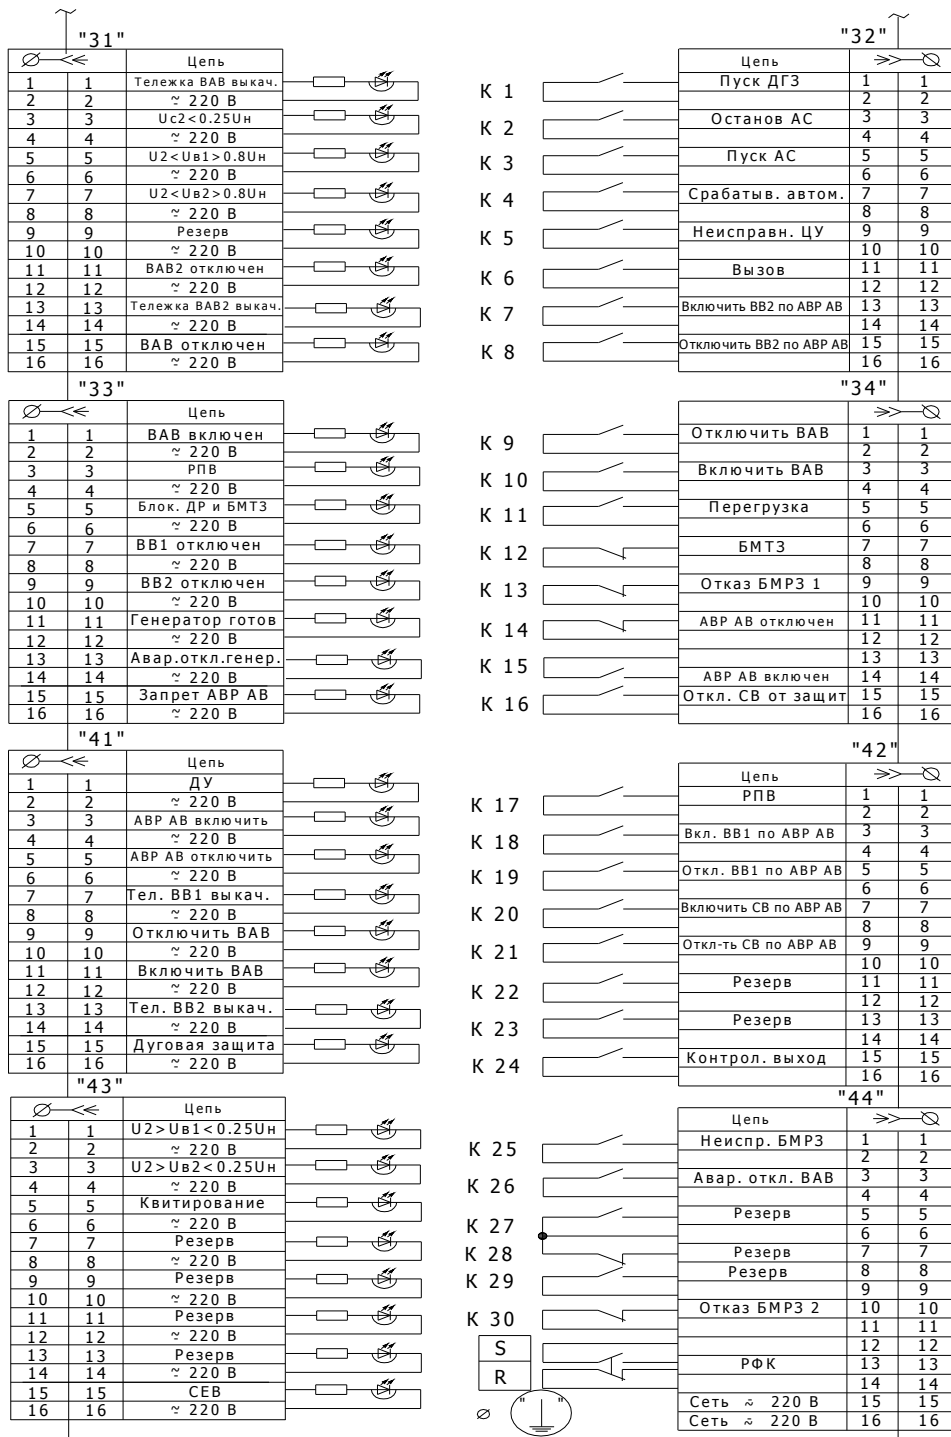 "31"
Цепь
1 1 Тележка ВАВ выкач.
2 2 ~ 220 В
3 3 Uс2<0.25Uн
4 4 ~ 220 В
5 5 U2<Uв1>0.8Uн
6 6 ~ 220 В
7 7 U2<Uв2>0.8Uн
8 8 ~ 220 В
9 9 Резерв
10 10 ~ 220 В
11 11 ВАВ2 отключен
12 12 ~ 220 В
13 13 Тележка ВАВ2 выкач.
14 14 ~ 220 В
15 15 ВАВ отключен
16 16 ~ 220 В
"32"
Цепь
К 1 Пуск ДГЗ 1 1
2 2
К 2 Останов АС 3 3
4 4
К 3 Пуск АС 5 5
6 6
К 4 Срабатыв. автом. 7 7
8 8
К 5 Неисправн. ЦУ 9 9
10 10
К 6 Вызов 11 11
12 12
К 7 Включить ВВ2 по АВР АВ 13 13
14 14
К 8 Отключить ВВ2 по АВР АВ 15 15
16 16
"33"
Цепь
1 1 ВАВ включен
2 2 ~ 220 В
3 3 РПВ
4 4 ~ 220 В
5 5 Блок. ДР и БМТЗ
6 6 ~ 220 В
7 7 ВВ1 отключен
8 8 ~ 220 В
9 9 ВВ2 отключен
10 10 ~ 220 В
11 11 Генератор готов
12 12 ~ 220 В
13 13 Авар.откл.генер.
14 14 ~ 220 В
15 15 Запрет АВР АВ
16 16 ~ 220 В
"34"
К 9 Отключить ВАВ 1 1
2 2
К 10 Включить ВАВ 3 3
4 4
К 11 Перегрузка 5 5
6 6
К 12 БМТЗ 7 7
8 8
К 13 Отказ БМРЗ 1 9 9
10 10
К 14 АВР АВ отключен 11 11
12 12
К 15 13 13
АВР АВ включен 14 14
К 16 Откл. СВ от защит 15 15
16 16
"41"
Цепь
1 1 ДУ
2 2 ~ 220 В
3 3 АВР АВ включить
4 4 ~ 220 В
5 5 АВР АВ отключить
6 6 ~ 220 В
7 7 Тел. ВВ1 выкач.
8 8 ~ 220 В
9 9 Отключить ВАВ
10 10 ~ 220 В
11 11 Включить ВАВ
12 12 ~ 220 В
13 13 Тел. ВВ2 выкач.
14 14 ~ 220 В
15 15 Дуговая защита
16 16 ~ 220 В
"42"
Цепь
К 17 РПВ 1 1
2 2
К 18 Вкл. ВВ1 по АВР АВ 3 3
4 4
К 19 Откл. ВВ1 по АВР АВ 5 5
6 6
К 20 Включить СВ по АВР АВ 7 7
8 8
К 21 Откл-ть СВ по АВР АВ 9 9
10 10
К 22 Резерв 11 11
12 12
К 23 Резерв 13 13
14 14
К 24 Контрол. выход 15 15
16 16
"43"
Цепь
1 1 U2>Uв1<0.25Uн
2 2 ~ 220 В
3 3 U2>Uв2<0.25Uн
4 4 ~ 220 В
5 5 Квитирование
6 6 ~ 220 В
7 7 Резерв
8 8 ~ 220 В
9 9 Резерв
10 10 ~ 220 В
11 11 Резерв
12 12 ~ 220 В
13 13 Резерв
14 14 ~ 220 В
15 15 СЕВ
16 16 ~ 220 В
"44"
Цепь
К 25 Неиспр. БМРЗ 1 1
2 2
К 26 Авар. откл. ВАВ 3 3
4 4
К 27 Резерв 5 5
6 6
К 28 Резерв 7 7
К 29 Резерв 8 8
9 9
К 30 Отказ БМРЗ 2 10 10
11 11
S 12 12
R РФК 13 13
14 14
Сеть ~ 220 В 15 15
Сеть ~ 220 В 16 16
" "